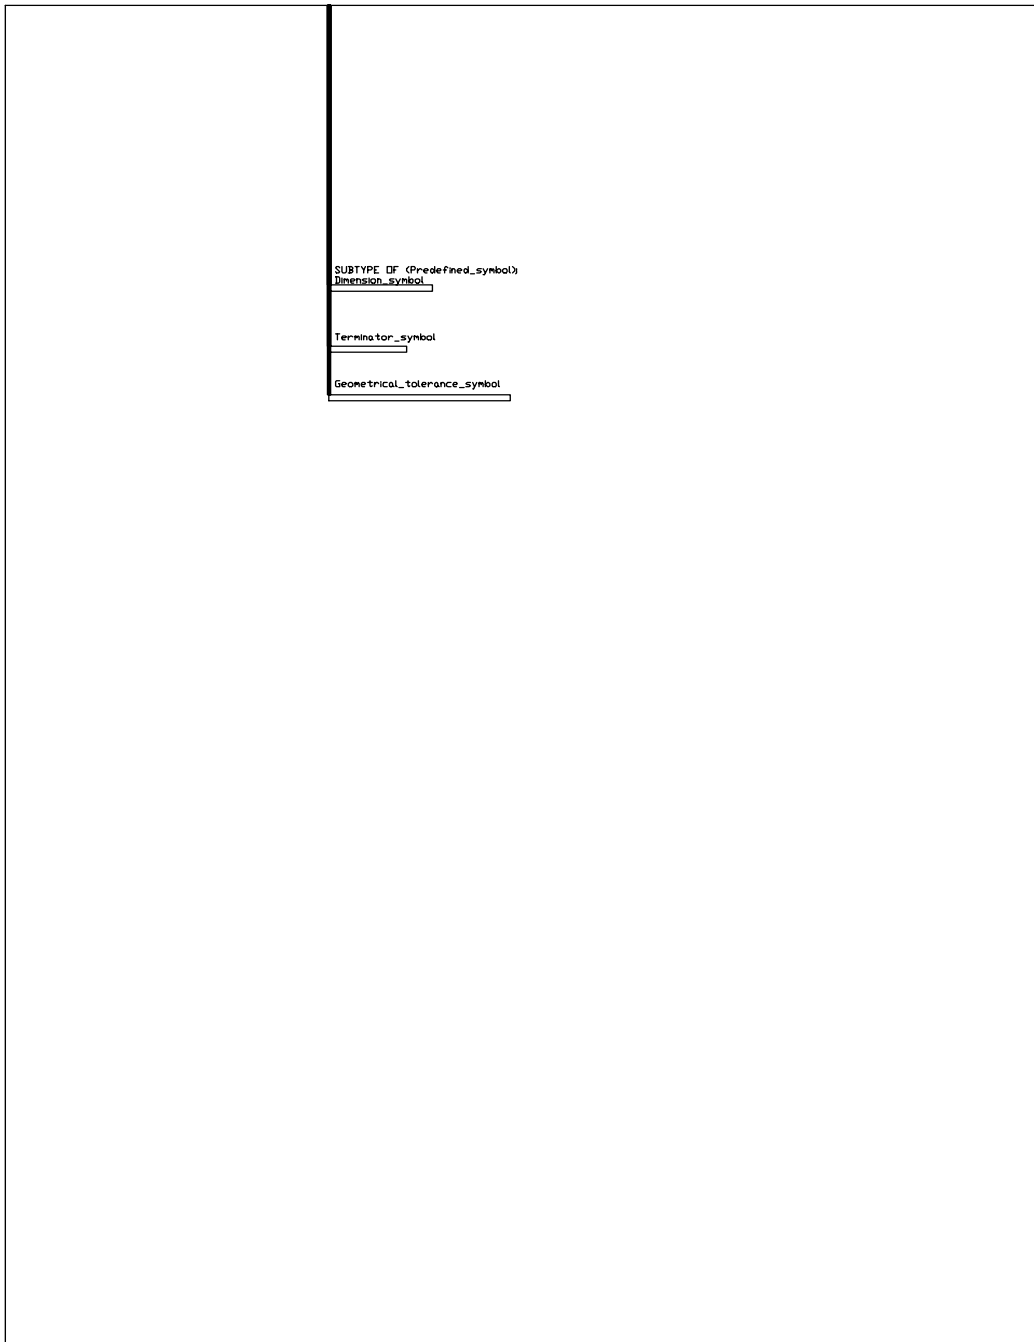 SUBTYPE OF (Predefined_symbol);
Dimension_symbol
Terminator_symbol
Geometrical_tolerance_symbol